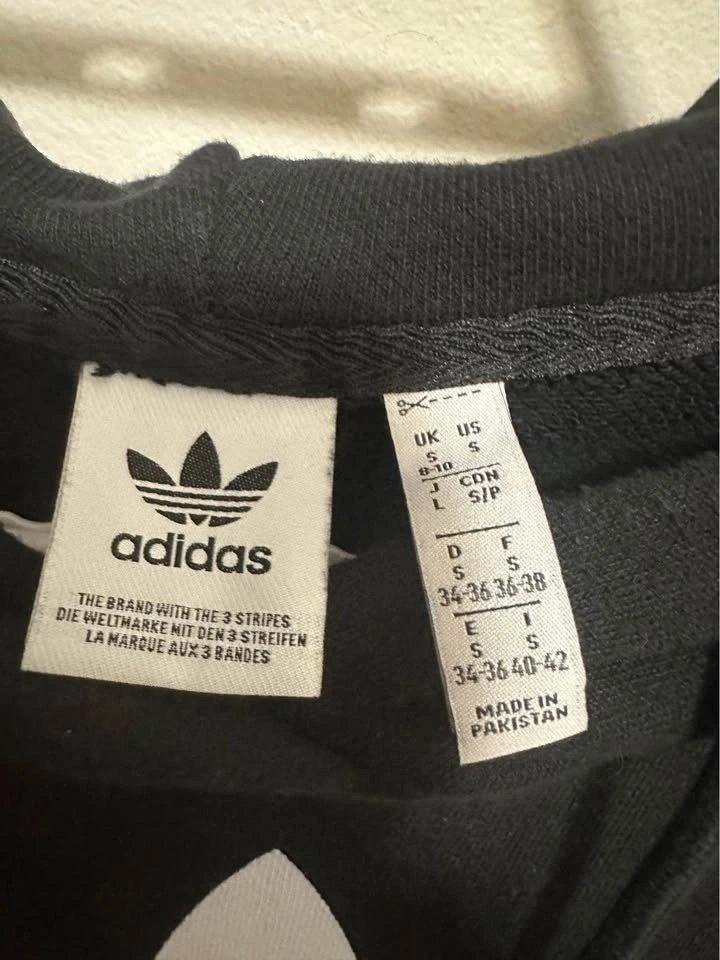 adidas
THE BRAND WITH THE 3 STRIPES
DIE WELTMARKE MIT DEN 3 STREIFEN
LA MARQUE AUX 3 BANDES
UK US
S S
8-10
J CDN
L S/P
D F
S S
34-36 36-38
E I
S S
34-36 40-42
MADE IN
PAKISTAN